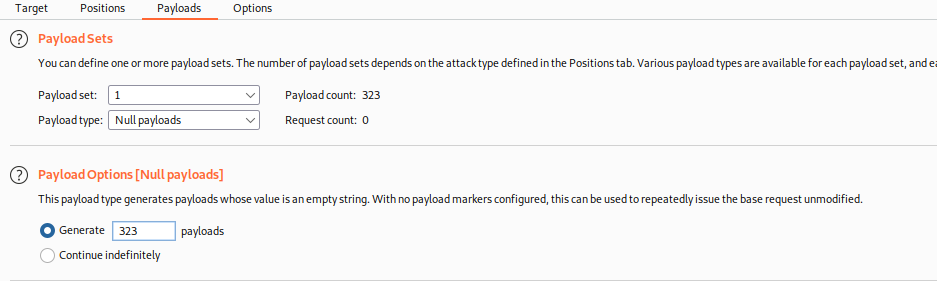 Target Positions Payloads Options
? Payload Sets
You can define one or more payload sets. The number of payload sets depends on the attack type defined in the Positions tab. Various payload types are available for each payload set, and
Payload set: 1 Payload count: 323
Payload type: Null payloads Request count: 0
? Payload Options [Null payloads]
This payload type generates payloads whose value is an empty string. With no payload markers configured, this can be used to repeatedly issue the base request unmodified.
Generate 323 payloads
Continue indefinitely